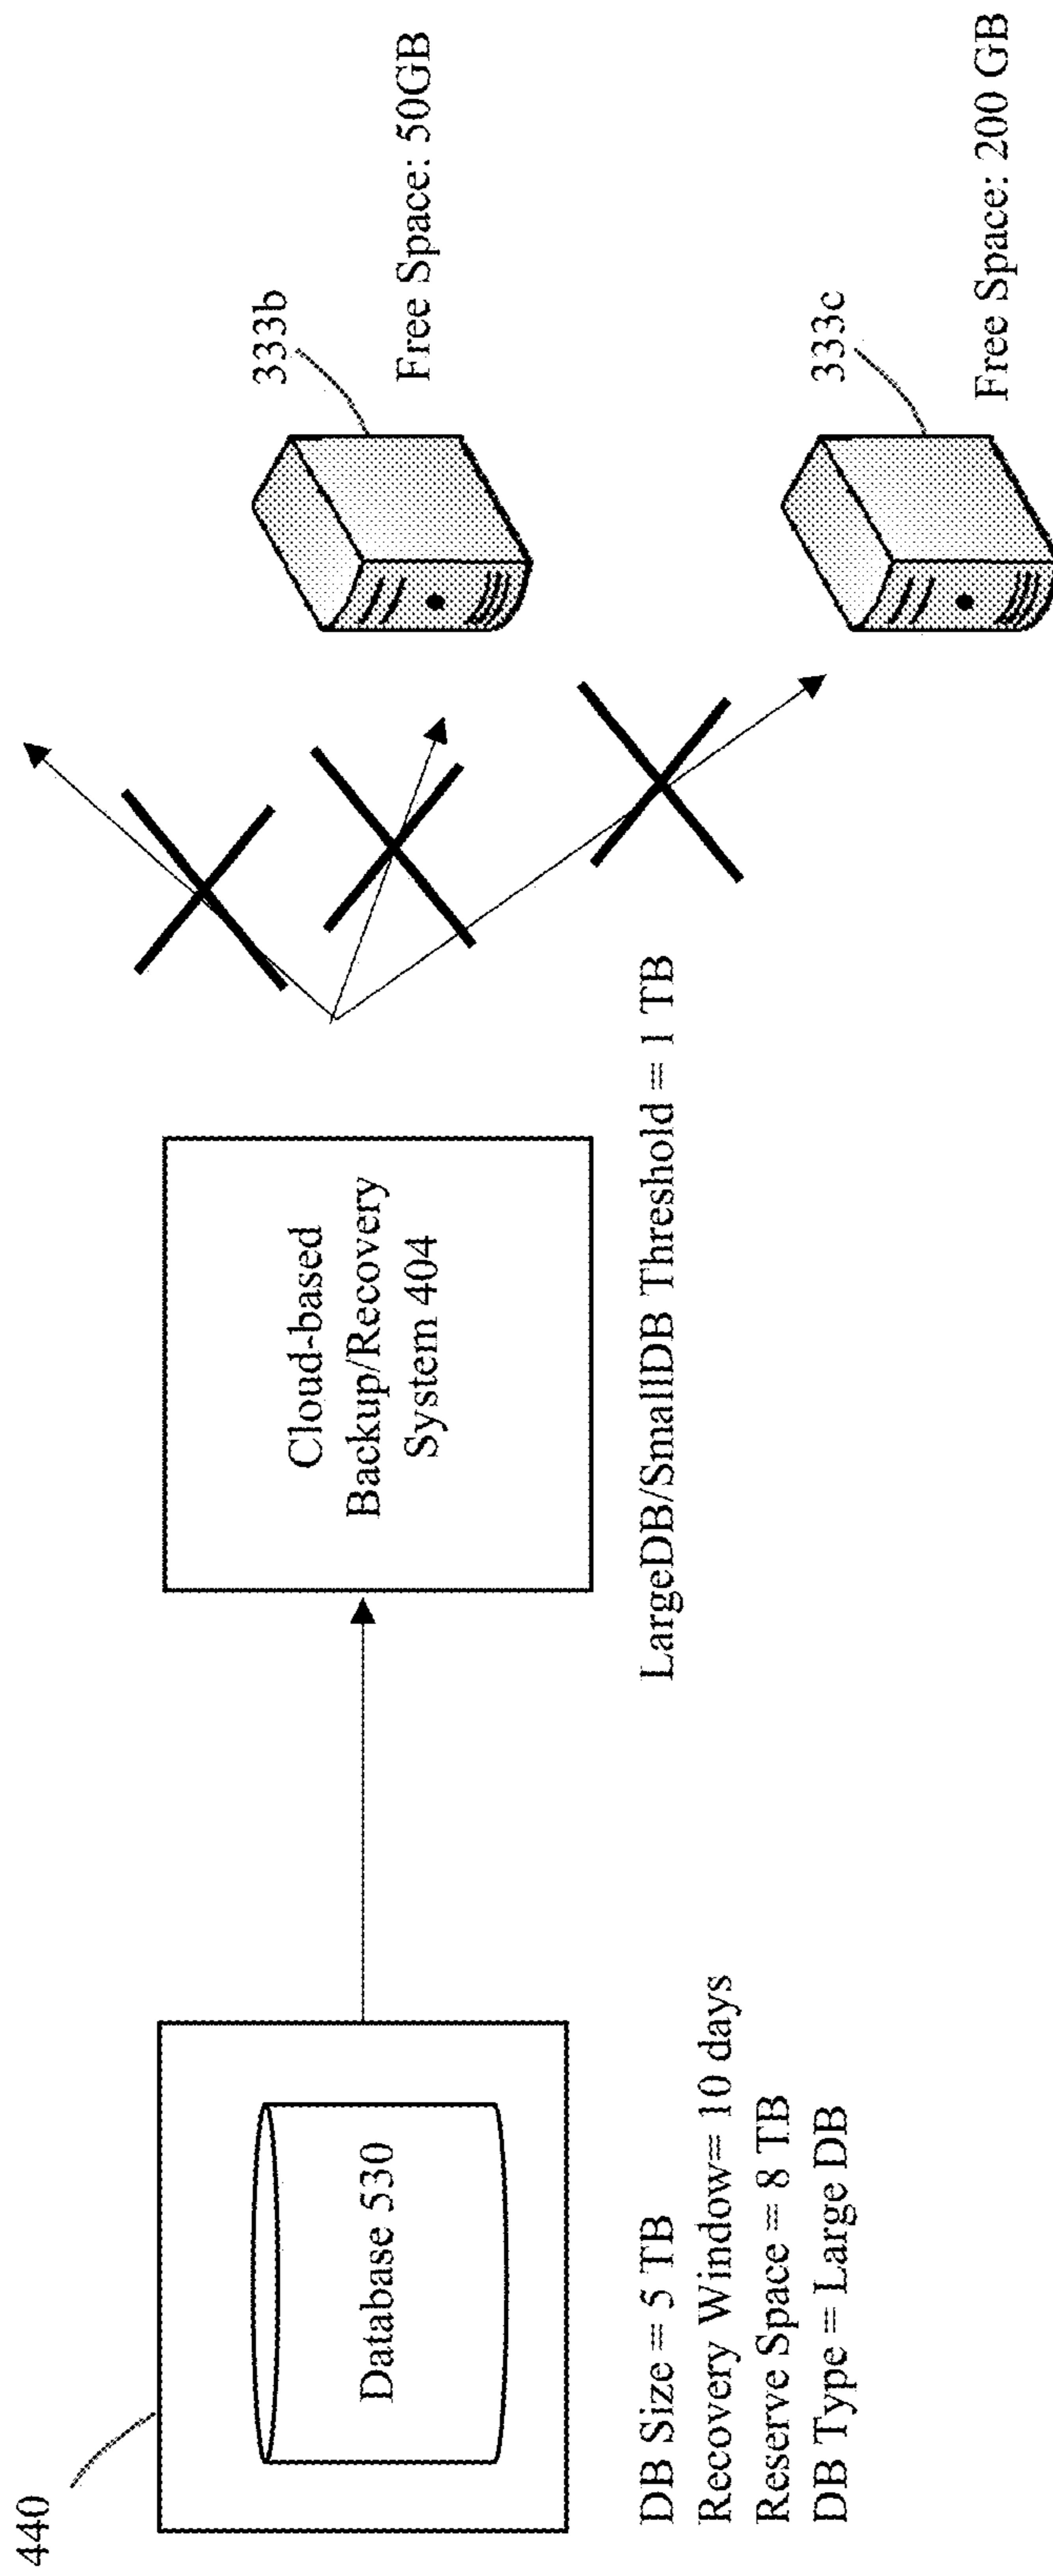 440
Database 530
DB Size = 5 TB
Recovery Window= 10 days
Reserve Space = 8 TB
DB Type = Large DB
Cloud-based
Backup/Recovery
System 404
LargeDB/SmallDB Threshold = 1 TB
333b
Free Space: 50GB
333c
Free Space: 200 GB